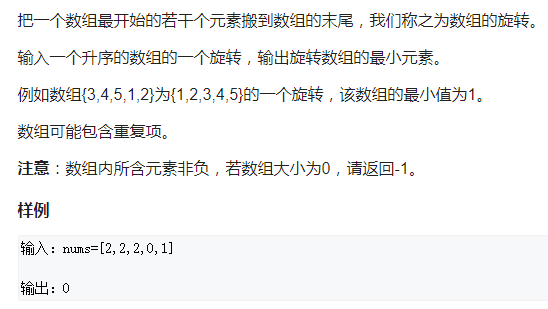 把一个数组最开始的若干个元素搬到数组的末尾，我们称之为数组的旋转。
输入一个升序的数组的一个旋转，输出旋转数组的最小元素。
例如数组{3,4,5,1,2}为{1,2,3,4,5}的一个旋转，该数组的最小值为1。
数组可能包含重复项。
注意：数组内所含元素非负，若数组大小为0，请返回-1。
样例
输入：nums=[2,2,2,0,1]
输出：0